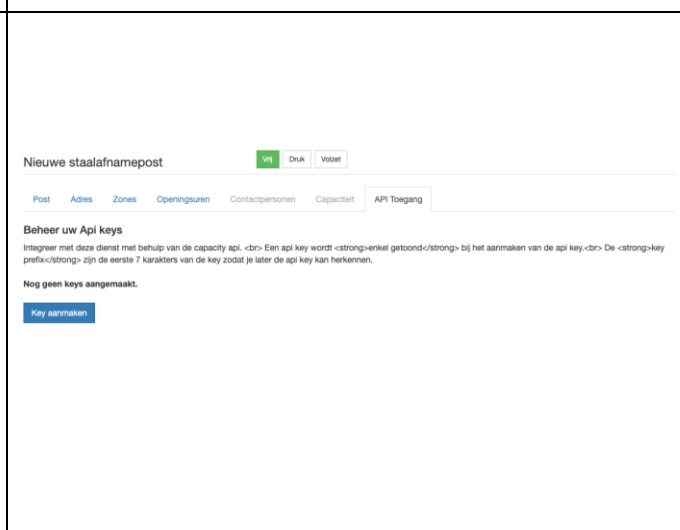 Nieuwe staalafnamepost Vrij Druk Volzet
Post Adres Zones Openingsuren Contactpersonen Capaciteit API Toegang
Beheer uw Api keys
Integreer met deze dienst met behulp van de capacity api. <br> Een api key wordt <strong>enkel getoond</strong> bij het aanmaken van de api key.<br> De <strong>key
prefix</strong> zijn de eerste 7 karakters van de key zodat je later de api key kan herkennen.
Nog geen keys aangemaakt.
Key aanmaken